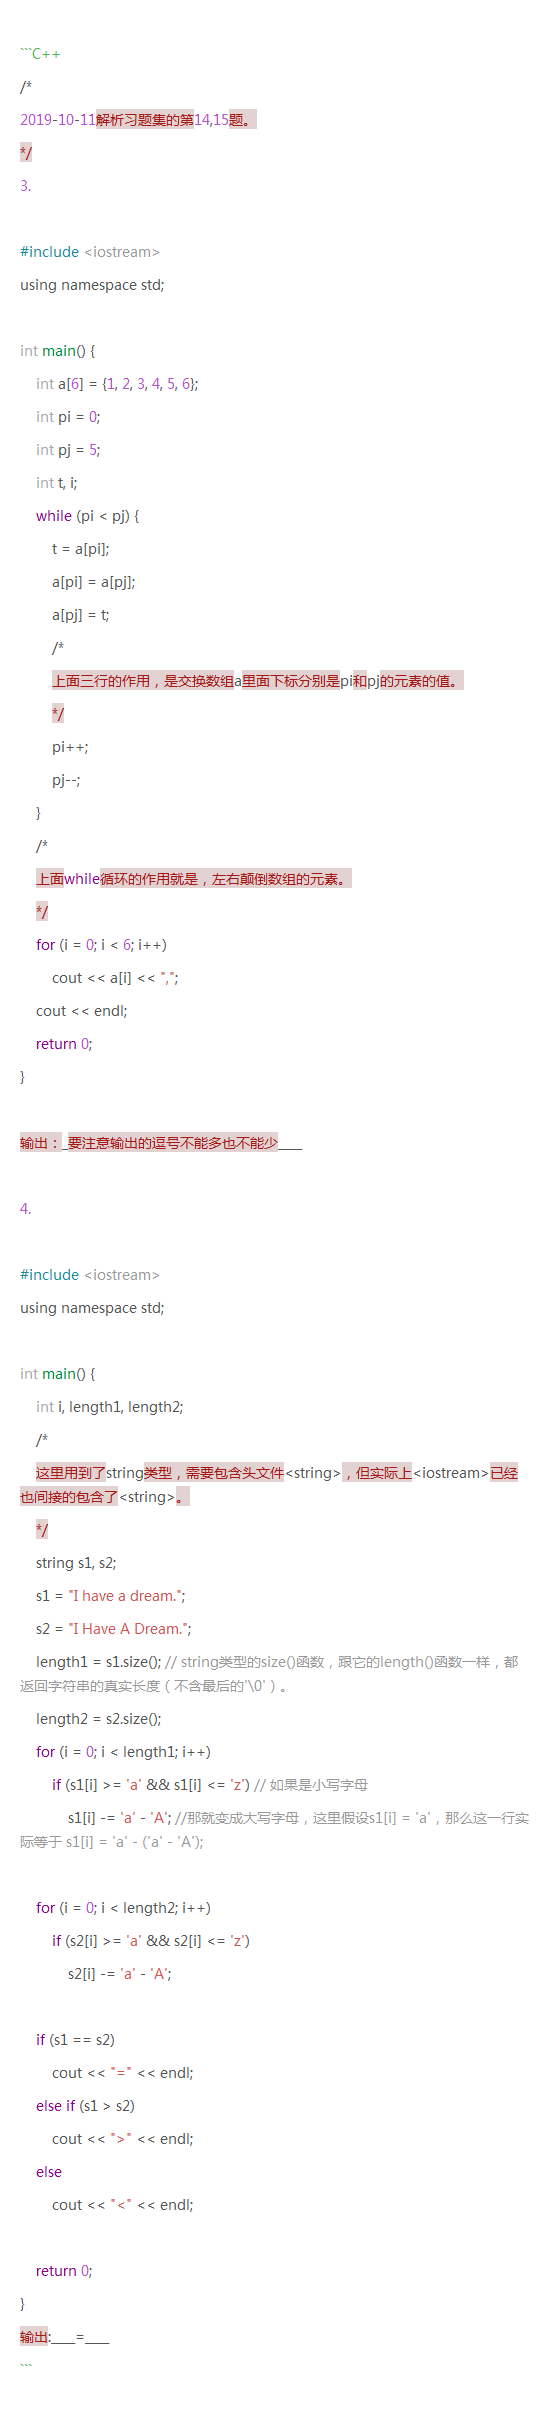 ```C++
/*
2019-10-11解析习题集的第14,15题。
*/
3.
#include <iostream>
using namespace std;
int main() {
    int a[6] = {1, 2, 3, 4, 5, 6};
    int pi = 0;
    int pj = 5;
    int t, i;
    while (pi < pj) {
        t = a[pi];
        a[pi] = a[pj];
        a[pj] = t;
        /*
        上面三行的作用，是交换数组a里面下标分别是pi和pj的元素的值。
        */
        pi++;
        pj--;
    }
    /*
    上面while循环的作用就是，左右颠倒数组的元素。
    */
    for (i = 0; i < 6; i++)
        cout << a[i] << ",";
    cout << endl;
    return 0;
}
输出：_要注意输出的逗号不能多也不能少____
4.
#include <iostream>
using namespace std;
int main() {
    int i, length1, length2;
    /*
    这里用到了string类型，需要包含头文件<string>，但实际上<iostream>已经
也间接的包含了<string>。
    */
    string s1, s2;
    s1 = "I have a dream.";
    s2 = "I Have A Dream.";
    length1 = s1.size(); // string类型的size()函数，跟它的length()函数一样，都
返回字符串的真实长度（不含最后的'\0'）。
    length2 = s2.size();
    for (i = 0; i < length1; i++)
        if (s1[i] >= 'a' && s1[i] <= 'z') // 如果是小写字母
            s1[i] -= 'a' - 'A'; //那就变成大写字母，这里假设s1[i] = 'a'，那么这一行实
际等于 s1[i] = 'a' - ('a' - 'A');
    for (i = 0; i < length2; i++)
        if (s2[i] >= 'a' && s2[i] <= 'z')
            s2[i] -= 'a' - 'A';
    if (s1 == s2)
        cout << "=" << endl;
    else if (s1 > s2)
        cout << ">" << endl;
    else
        cout << "<" << endl;
    return 0;
}
输出:____=____
```